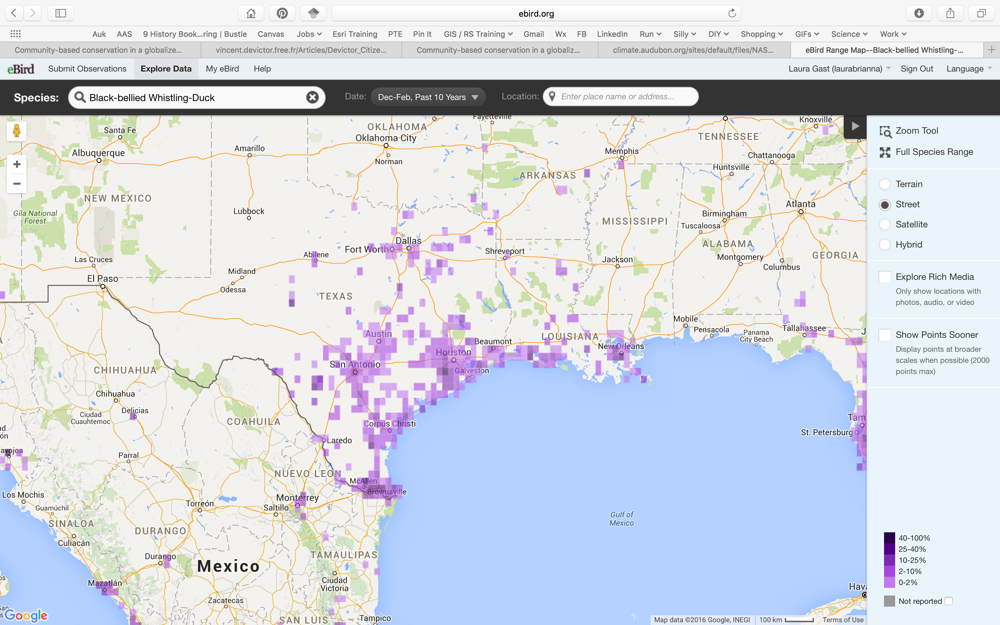 ebird.org
Auk AAS 9 History Book...ring | Bustle Canvas Jobs Esri Training PTE Pin It GIS / RS Training Gmail Wx FB LinkedIn Run Silly DIY Shopping GIFs Science Work
Community-based conservation in a globalize... vincent.devictor.free.fr/Articles/Devictor_Citize... Community-based conservation in a globaliz... climate.audubon.org/sites/default/files/NAS... eBird Range Map--Black-bellied Whistling-...
eBird Submit Observations Explore Data My eBird Help Laura Gast (laurabrianna) Sign Out Language
Species: Black-bellied Whistling-Duck Date: Dec-Feb, Past 10 Years Location: Enter place name or address...
Fayetteville
Knoxville
OKLAHOMA
Santa Fe
Oklahoma City
TENNESSEE
Amarillo
Memphis
Albuquerque
Chattanooga
Norman
Huntsville
ARKANSAS
NEW MEXICO
Atlanta
Lubbock
Gila National
Forest
Birmingham
MISSISSIPPI
Tuscaloosa
Dallas
ALABAMA
Fort Worth
Shreveport
Abilene
GEORGIA
Montgomery
Las Cruces
Jackson
Columbus
Midland
El Paso
Odessa
TEXAS
Mobile
Tallahassee
Pensacola
J
Panama
City Beach
Austin
LOUISIANA
Beaumont
New Orleans
Houston
San Antonio
CHIHUAHUA
Galveston
Chihuahua
Delicias
Ciudad
Cuauhtemoc
Tam
COAHUILA
Corpus Christi
ad
ón
St. Petersburg
Laredo
avojoa
Parral
NUEVO LEON
McAllen
Brownsville
Los Mochis
Monterrey
Torreón
Saltillo
Guamúchil
Gulf of
Mexico
SINALOA
DURANGO
Culiacán
TAMAULIPAS
Durango
Mexico
os
Ciudad
Victoria
Mazatlán
Hava
Zacatecas
San
s
Google
SAN LUIS
Tampico
Map data ©2016 Google, INEGI 100 km Terms of Use
Zoom Tool
Full Species Range
Terrain
Street
Satellite
Hybrid
Explore Rich Media
Only show locations with
photos, audio, or video
Show Points Sooner
Display points at broader
scales when possible (2000
points max)
40-100%
25-40%
10-25%
2-10%
0-2%
Not reported